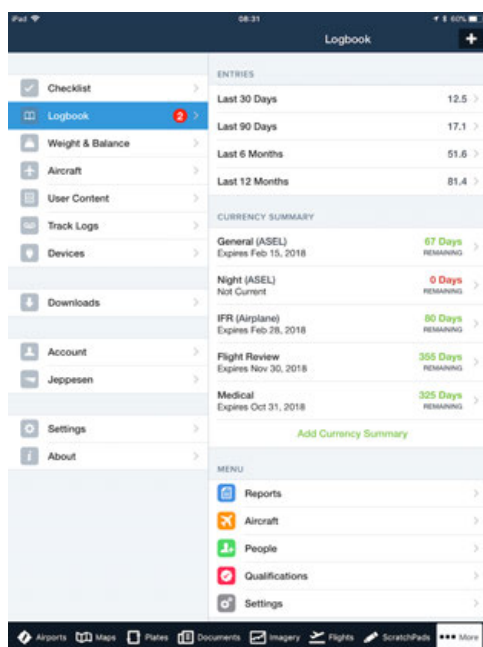 iPad
08:31
60%
Logbook
Checklist
Logbook
2
Weight & Balance
Aircraft
User Content
Track Logs
Devices
Downloads
Account
Jeppesen
Settings
About
ENTRIES
Last 30 Days 12.5
Last 90 Days 17.1
Last 6 Months 51.6
Last 12 Months 81.4
CURRENCY SUMMARY
General (ASEL) 67 Days
Expires Feb 15, 2018 REMAINING
Night (ASEL) 0 Days
Not Current REMAINING
IFR (Airplane) 80 Days
Expires Feb 28, 2018 REMAINING
Flight Review 355 Days
Expires Nov 30, 2018 REMAINING
Medical 325 Days
Expires Oct 31, 2018 REMAINING
Add Currency Summary
MENU
Reports
Aircraft
People
Qualifications
Settings
Airports Maps Plates Documents Imagery Flights ScratchPads More